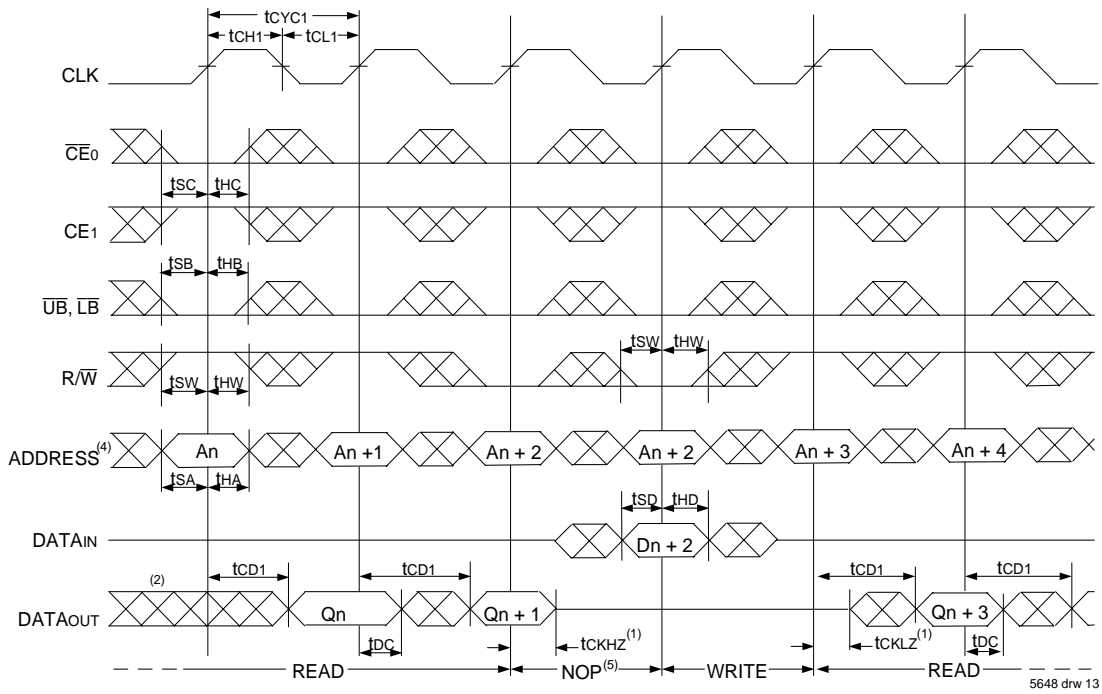 tCYC1
tCH1 tCL1
CLK
CE0
tSC tHC
CE1
tSB tHB
UB, LB
tSW tHW
R/W
tSW tHW
ADDRESS(4) An An +1 An + 2 An + 2 An + 3 An + 4
tSA tHA
tSD tHD
DATAIN Dn + 2
(2) tCD1 tCD1 tCD1 tCD1
DATAOUT Qn Qn + 1 Qn + 3
tDC tCKHZ(1) tCKLZ(1) tDC
READ NOP(5) WRITE READ
5648 drw 13